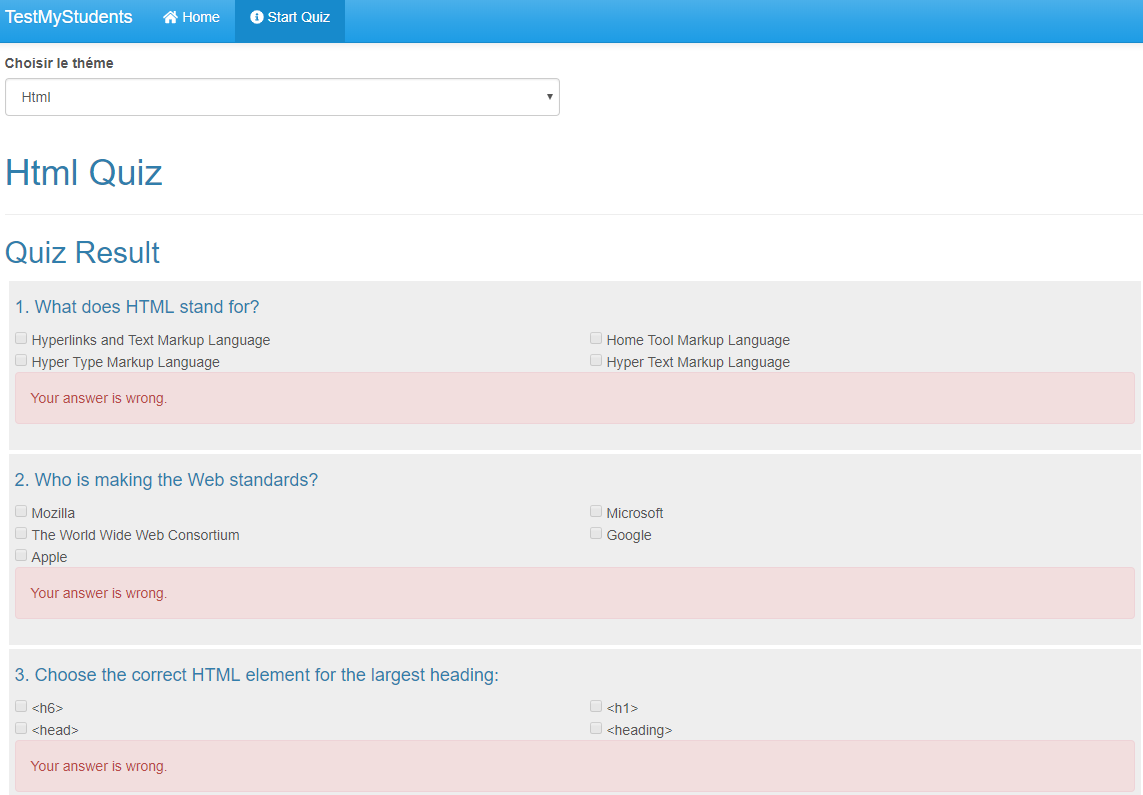 TestMyStudents Home Start Quiz
Choisir le théme
Html
Html Quiz
Quiz Result
1. What does HTML stand for?
Hyperlinks and Text Markup Language Home Tool Markup Language
Hyper Type Markup Language Hyper Text Markup Language
Your answer is wrong.
2. Who is making the Web standards?
Mozilla Microsoft
The World Wide Web Consortium Google
Apple
Your answer is wrong.
3. Choose the correct HTML element for the largest heading:
<h6> <h1>
<head> <heading>
Your answer is wrong.